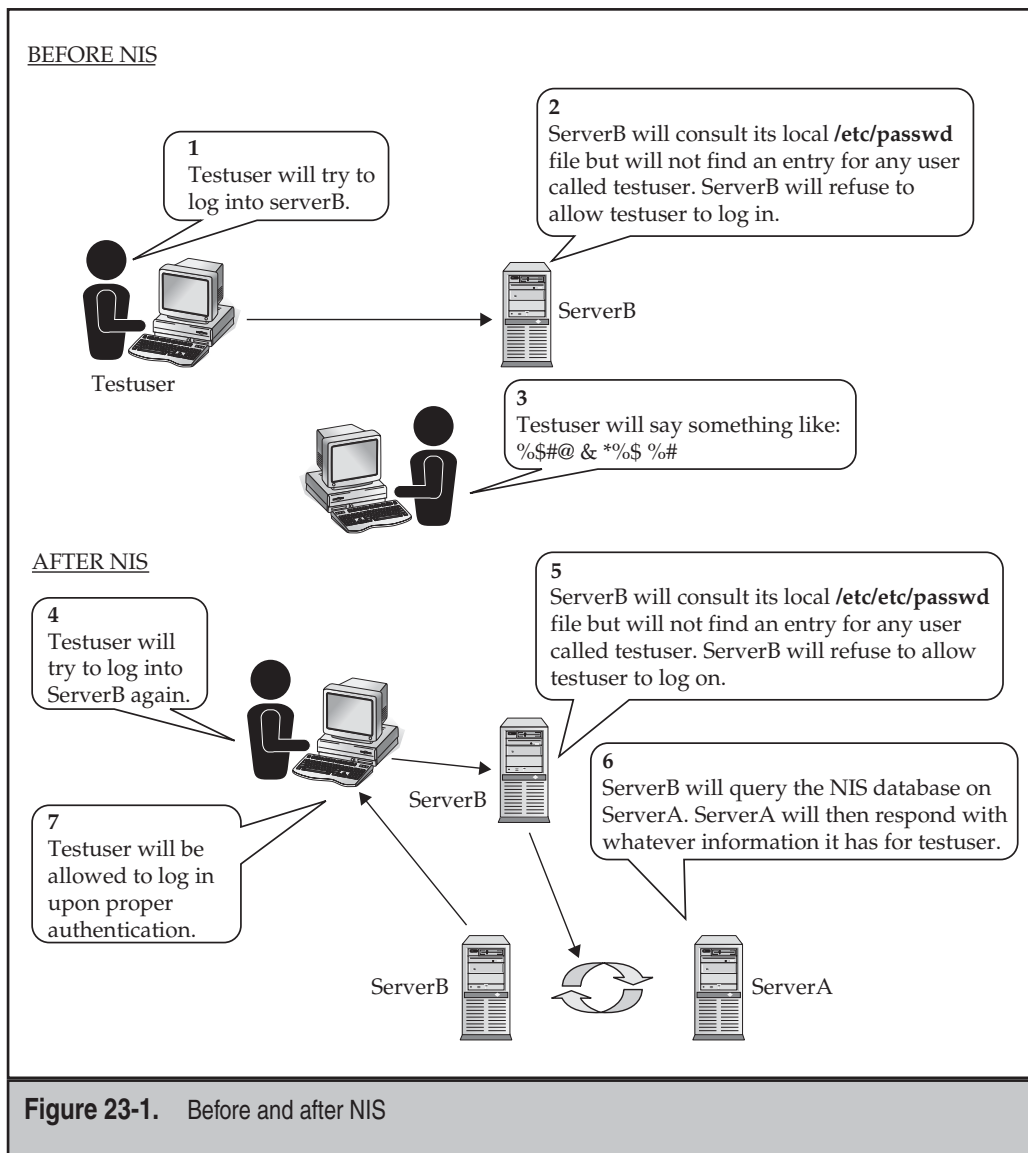 BEFORE NIS
1
Testuser will try to
log into serverB.
2
ServerB will consult its local /etc/passwd
file but will not find an entry for any user
called testuser. ServerB will refuse to
allow testuser to log in.
Testuser
ServerB
3
Testuser will say something like:
%$#@ & *%$ %#
AFTER NIS
4
Testuser will
try to log into
ServerB again.
5
ServerB will consult its local /etc/etc/passwd
file but will not find an entry for any user
called testuser. ServerB will refuse to allow
testuser to log on.
ServerB
6
ServerB will query the NIS database on
ServerA. ServerA will then respond with
whatever information it has for testuser.
7
Testuser will be
allowed to log in
upon proper
authentication.
ServerB
ServerA
Figure 23-1. Before and after NIS